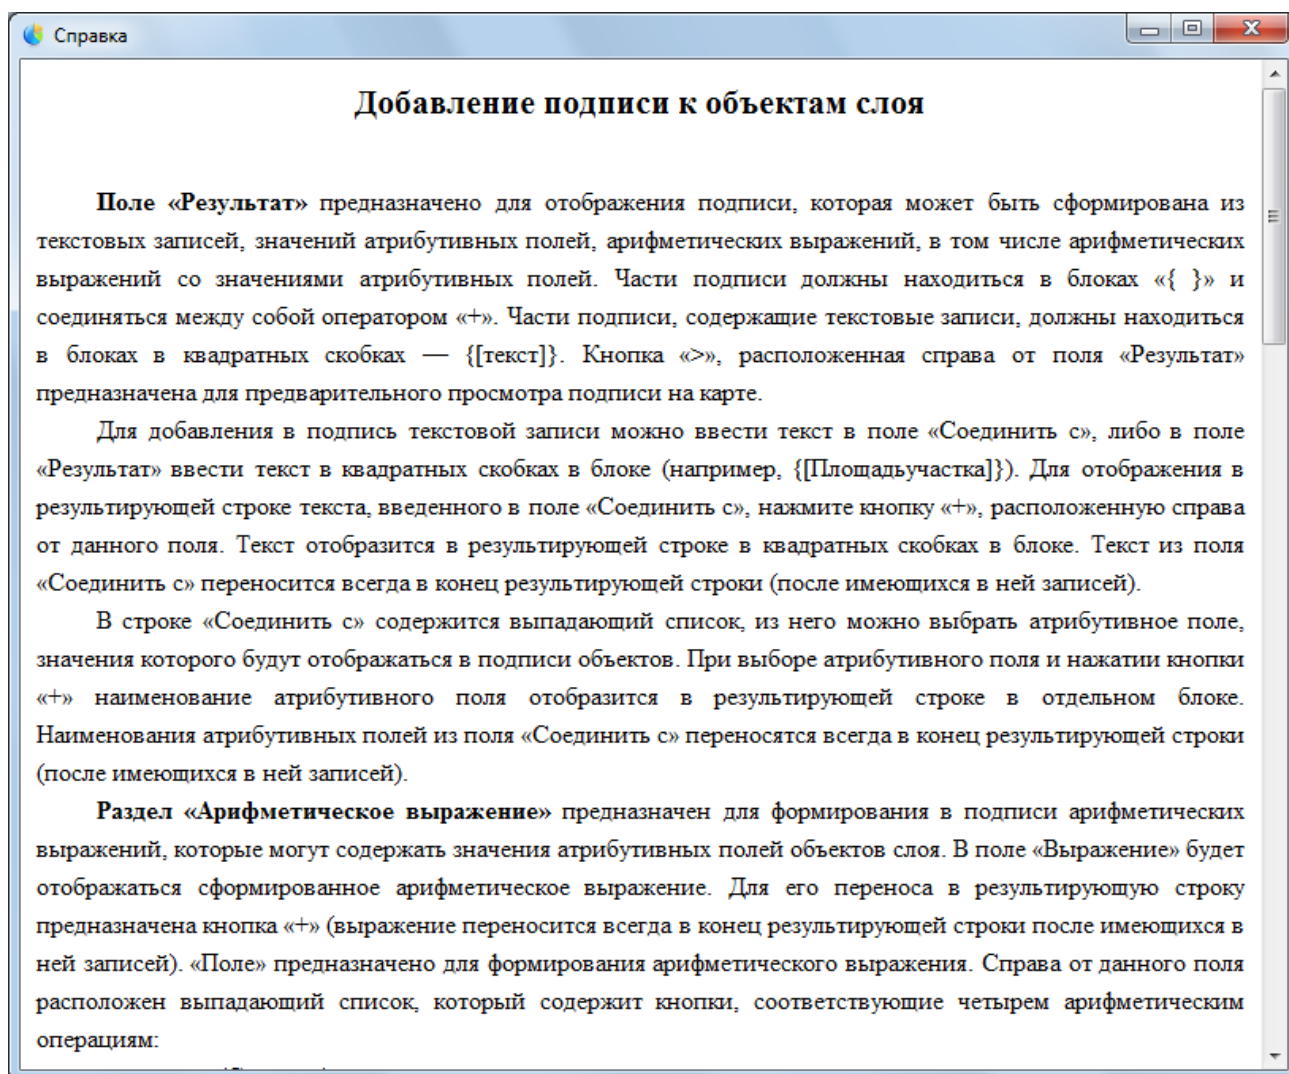 Справка
Добавление подписи к объектам слоя
Поле «Результат» предназначено для отображения подписи, которая может быть сформирована из
текстовых записей, значений атрибутивных полей, арифметических выражений, в том числе арифметических
выражений со значениями атрибутивных полей. Части подписи должны находиться в блоках «{ }» и
соединяться между собой оператором «+». Части подписи, содержащие текстовые записи, должны находиться
в блоках в квадратных скобках — {[текст]}. Кнопка «>», расположенная справа от поля «Результат»
предназначена для предварительного просмотра подписи на карте.
Для добавления в подпись текстовой записи можно ввести текст в поле «Соединить с», либо в поле
«Результат» ввести текст в квадратных скобках в блоке (например, {[Площадьучастка]}). Для отображения в
результирующей строке текста, введенного в поле «Соединить с», нажмите кнопку «+», расположенную справа
от данного поля. Текст отобразится в результирующей строке в квадратных скобках в блоке. Текст из поля
«Соединить с» переносится всегда в конец результирующей строки (после имеющихся в ней записей).
В строке «Соединить с» содержится выпадающий список, из него можно выбрать атрибутивное поле,
значения которого будут отображаться в подписи объектов. При выборе атрибутивного поля и нажатии кнопки
«+» наименование атрибутивного поля отобразится в результирующей строке в отдельном блоке.
Наименования атрибутивных полей из поля «Соединить с» переносятся всегда в конец результирующей строки
(после имеющихся в ней записей).
Раздел «Арифметическое выражение» предназначен для формирования в подписи арифметических
выражений, которые могут содержать значения атрибутивных полей объектов слоя. В поле «Выражение» будет
отображаться сформированное арифметическое выражение. Для его переноса в результирующую строку
предназначена кнопка «+» (выражение переносится всегда в конец результирующей строки после имеющихся в
ней записей). «Поле» предназначено для формирования арифметического выражения. Справа от данного поля
расположен выпадающий список, который содержит кнопки, соответствующие четырем арифметическим
операциям: